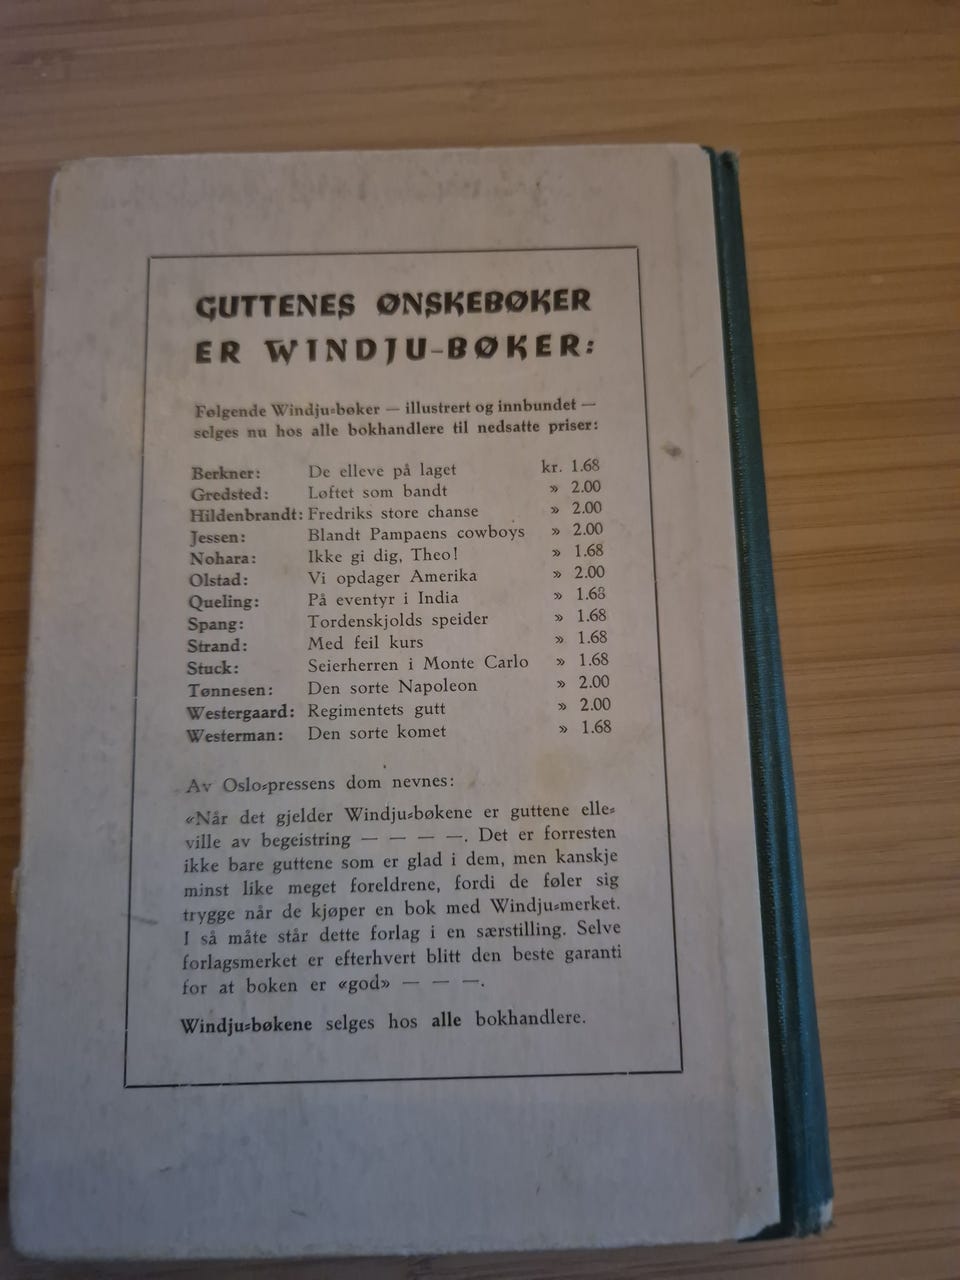 GUTTENES ØNSKEBØKER
ER WINDJU-BØKER:
Følgende Windju-bøker — illustrert og innbundet —
selges nu hos alle bokhandlere til nedsatte priser:
Berkner: De elleve på laget kr. 1.68
Gredsted: Løftet som bandt » 2.00
Hildenbrandt: Fredriks store chanse » 2.00
Jessen: Blandt Pampaens cowboys » 2.00
Nohara: Ikke gi dig, Theo! » 1.68
Olstad: Vi opdager Amerika » 2.00
Queling: På eventyr i India » 1.68
Spang: Tordenskjolds speider » 1.68
Strand: Med feil kurs » 1.68
Stuck: Seierherren i Monte Carlo » 1.68
Tønnesen: Den sorte Napoleon » 2.00
Westergaard: Regimentets gutt » 2.00
Westerman: Den sorte komet » 1.68
Av Oslo-pressens dom nevnes:
«Når det gjelder Windju-bøkene er guttene elle-
ville av begeistring — — — —. Det er forresten
ikke bare guttene som er glad i dem, men kanskje
minst like meget foreldrene, fordi de føler sig
trygge når de kjøper en bok med Windju-merket.
I så måte står dette forlag i en særstilling. Selve
forlagsmerket er efterhvert blitt den beste garanti
for at boken er «god» — — —.
Windju-bøkene selges hos alle bokhandlere.